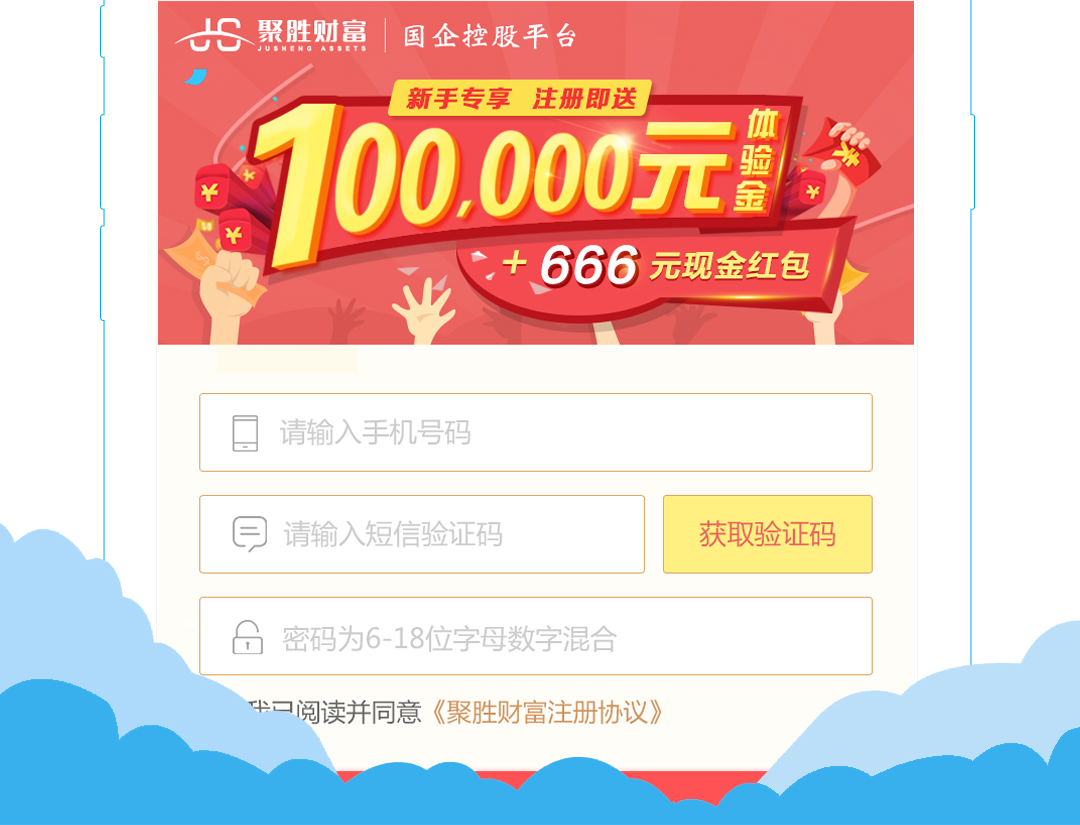 聚胜财富 国企控股平台
JUSHENG ASSETS
新手专享 注册即送
100,000元体验金
+666元现金红包
请输入手机号码
请输入短信验证码 获取验证码
密码为6-18位字母数字混合
我已阅读并同意《聚胜财富注册协议》